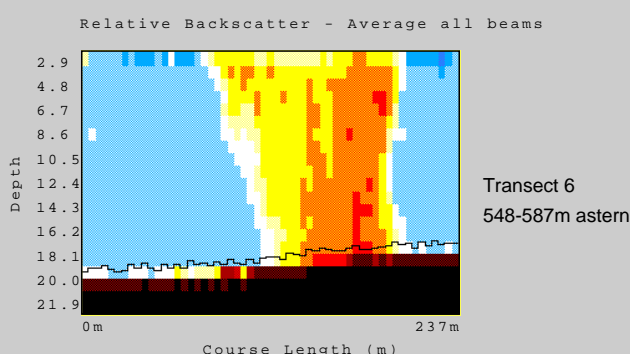 Relative Backscatter - Average all beams
2.9
4.8
6.7
8.6
10.5
12.4
14.3
16.2
18.1
20.0
21.9
Depth
0m
237m
Course Length (m)
Transect 6
548-587m astern